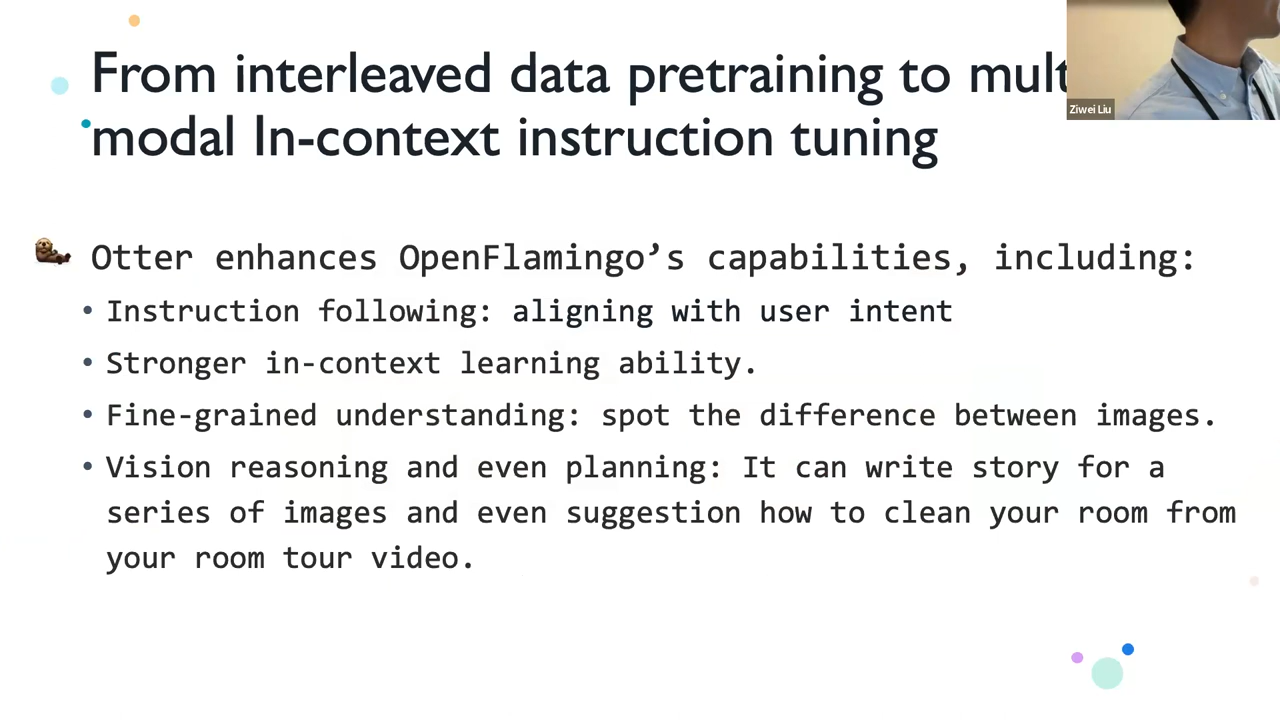 From interleaved data pretraining to
modal In-context instruction tuning
Ziwei Liu
Otter enhances OpenFlamingo’s capabilities, including:
• Instruction following: aligning with user intent
• Stronger in-context learning ability.
• Fine-grained understanding: spot the difference between images.
• Vision reasoning and even planning: It can write story for a
series of images and even suggestion how to clean your room from
your room tour video.